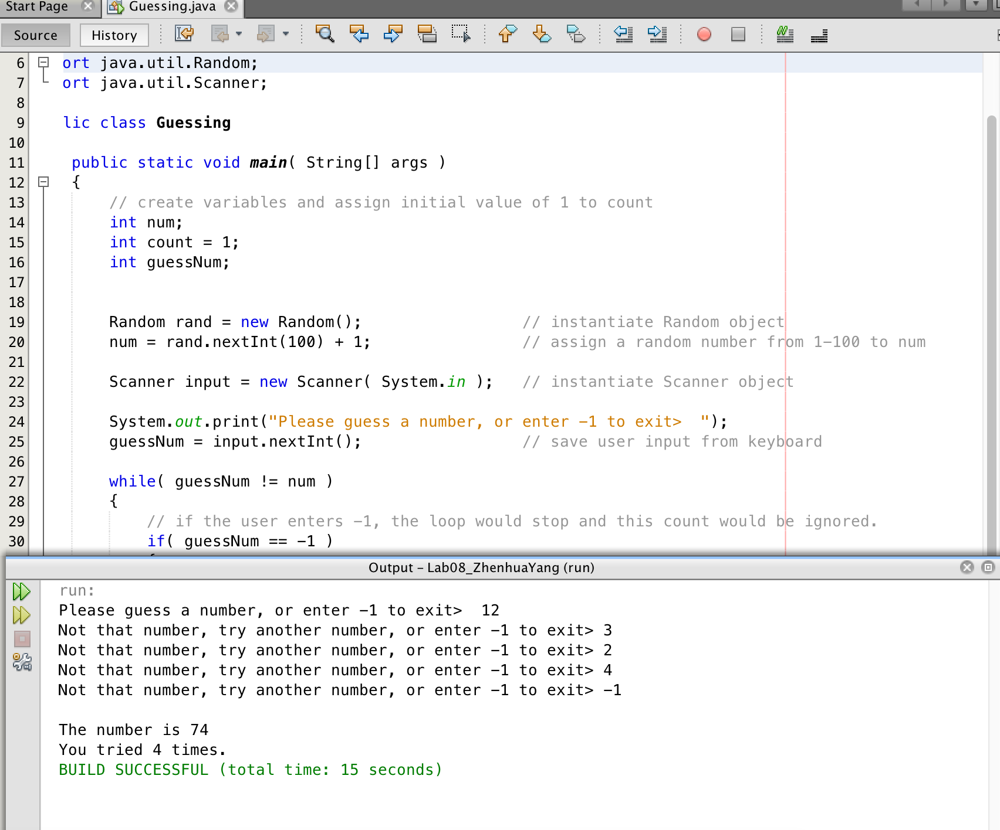 Start Page
Guessing.java
Source
History
6 ort java.util.Random;
7 ort java.util.Scanner;
8
9 lic class Guessing
10
11 public static void main( String[] args )
12 {
13 // create variables and assign initial value of 1 to count
14 int num;
15 int count = 1;
16 int guessNum;
17
18
19 Random rand = new Random(); // instantiate Random object
20 num = rand.nextInt(100) + 1; // assign a random number from 1-100 to num
21
22 Scanner input = new Scanner( System.in ); // instantiate Scanner object
23
24 System.out.print("Please guess a number, or enter -1 to exit>  ");
25 guessNum = input.nextInt(); // save user input from keyboard
26
27 while( guessNum != num )
28 {
29 // if the user enters -1, the loop would stop and this count would be ignored.
30 if( guessNum == -1 )
Output - Lab08_ZhenhuaYang (run)
run:
Please guess a number, or enter -1 to exit>  12
Not that number, try another number, or enter -1 to exit> 3
Not that number, try another number, or enter -1 to exit> 2
Not that number, try another number, or enter -1 to exit> 4
Not that number, try another number, or enter -1 to exit> -1
The number is 74
You tried 4 times.
BUILD SUCCESSFUL (total time: 15 seconds)